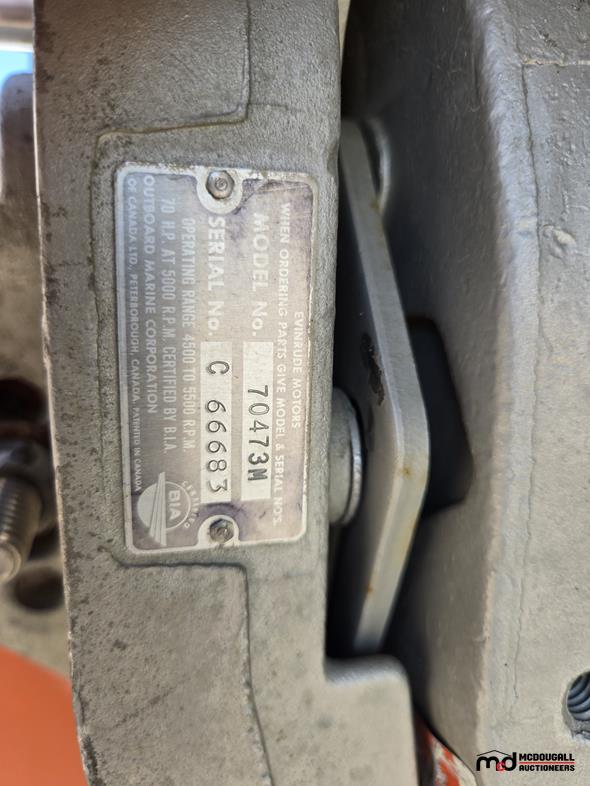 EVINRUDE MOTORS
WHEN ORDERING PARTS GIVE MODEL & SERIAL NOS.
MODEL No. 70473M
SERIAL No. C 66683
OPERATING RANGE 4500 TO 5500 R.P.M.
70 H.P. AT 5000 R.P.M. CERTIFIED BY B.I.A.
OUTBOARD MARINE CORPORATION
OF CANADA LTD., PETERBOROUGH, CANADA. PATENTED IN CANADA
CERTIFIED
BIA
md MCDOUGALL
AUCTIONEERS